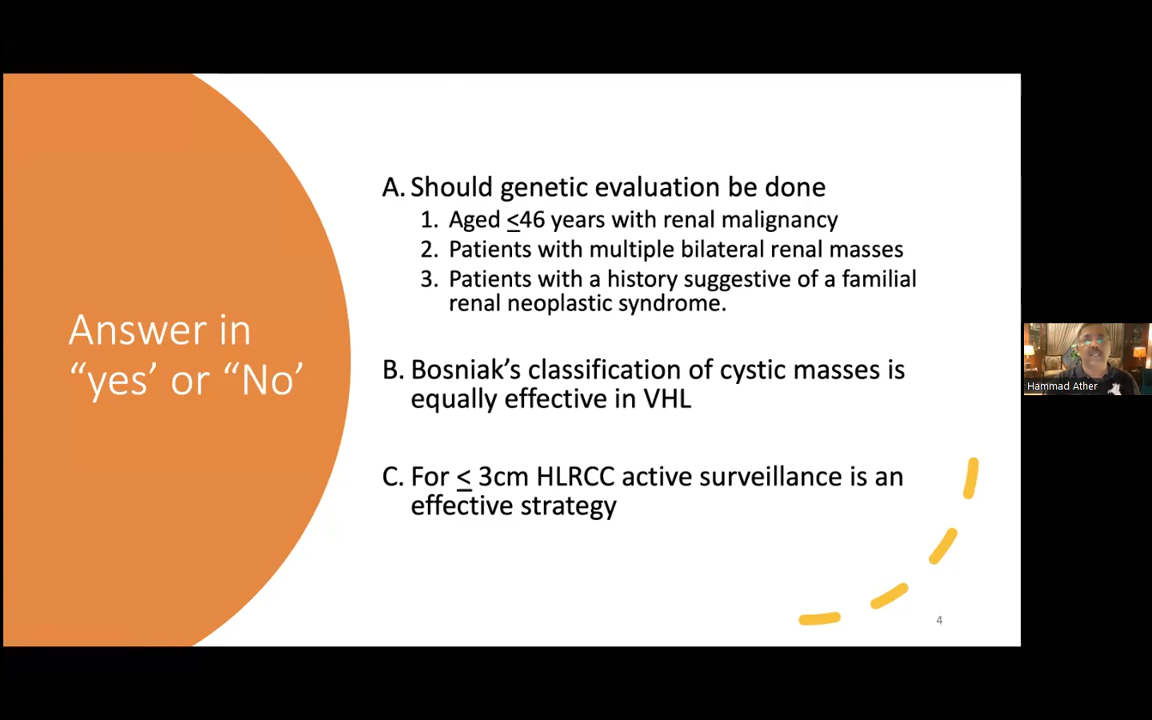 Answer in
“yes’ or “No’
A. Should genetic evaluation be done
1. Aged <46 years with renal malignancy
2. Patients with multiple bilateral renal masses
3. Patients with a history suggestive of a familial
renal neoplastic syndrome.
B. Bosniak’s classification of cystic masses is
equally effective in VHL
C. For < 3cm HLRCC active surveillance is an
effective strategy
4
Hammad Ather